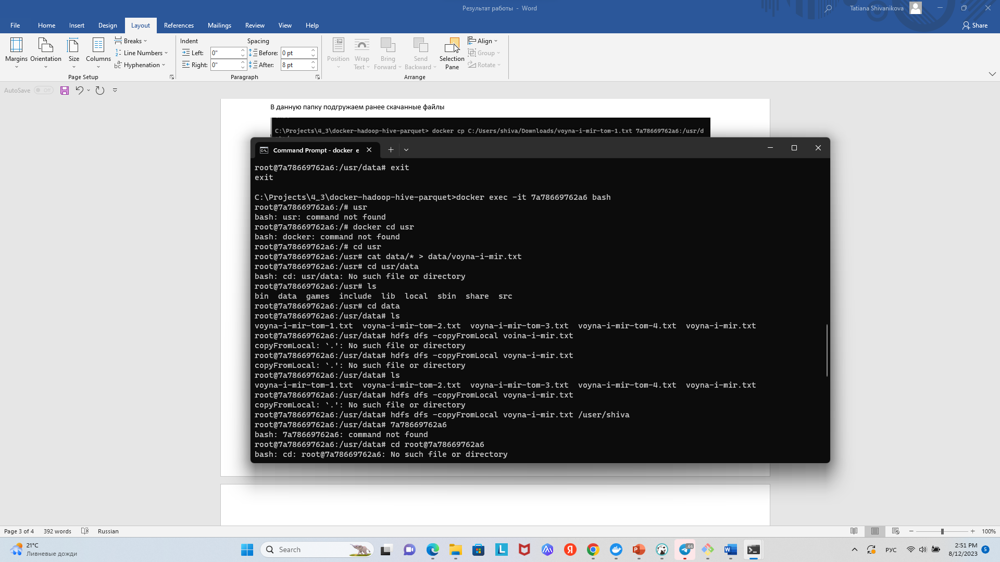 Результат работы - Word
Tatiana Shivanikova
File Home Insert Design Layout References Mailings Review View Help
Share
Margins
Orientation
Size
Columns
Breaks
Line Numbers
Hyphenation
Page Setup
Indent
Left: 0"
Right: 0"
Spacing
Before: 0 pt
After: 8 pt
Paragraph
Position
Wrap Text
Bring Forward
Send Backward
Selection Pane
Align
Group
Rotate
Arrange
AutoSave Off
В данную папку подгружаем ранее скачанные файлы
C:\Projects\4_3\docker-hadoop-hive-parquet> docker cp C:/Users/shiva/Downloads/voyna-i-mir-tom-1.txt 7a78669762a6:/usr/d
Command Prompt - docker e
root@7a78669762a6:/usr/data# exit
exit
C:\Projects\4_3\docker-hadoop-hive-parquet>docker exec -it 7a78669762a6 bash
root@7a78669762a6:/# usr
bash: usr: command not found
root@7a78669762a6:/# docker cd usr
bash: docker: command not found
root@7a78669762a6:/# cd usr
root@7a78669762a6:/usr# cat data/* > data/voyna-i-mir.txt
root@7a78669762a6:/usr# cd usr/data
bash: cd: usr/data: No such file or directory
root@7a78669762a6:/usr# ls
bin data games include lib local sbin share src
root@7a78669762a6:/usr# cd data
root@7a78669762a6:/usr/data# ls
voyna-i-mir-tom-1.txt voyna-i-mir-tom-2.txt voyna-i-mir-tom-3.txt voyna-i-mir-tom-4.txt voyna-i-mir.txt
root@7a78669762a6:/usr/data# hdfs dfs -copyFromLocal voina-i-mir.txt
copyFromLocal: `.': No such file or directory
root@7a78669762a6:/usr/data# hdfs dfs -copyFromLocal voyna-i-mir.txt
copyFromLocal: `.': No such file or directory
root@7a78669762a6:/usr/data# ls
voyna-i-mir-tom-1.txt voyna-i-mir-tom-2.txt voyna-i-mir-tom-3.txt voyna-i-mir-tom-4.txt voyna-i-mir.txt
root@7a78669762a6:/usr/data# hdfs dfs -copyFromLocal voyna-i-mir.txt
copyFromLocal: `.': No such file or directory
root@7a78669762a6:/usr/data# hdfs dfs -copyFromLocal voyna-i-mir.txt /user/shiva
root@7a78669762a6:/usr/data# 7a78669762a6
bash: 7a78669762a6: command not found
root@7a78669762a6:/usr/data# cd root@7a78669762a6
bash: cd: root@7a78669762a6: No such file or directory
Page 3 of 4 392 words Russian
100%
21°C
Ливневые дожди
Search
66
РУС
2:51 PM
8/12/2023
5